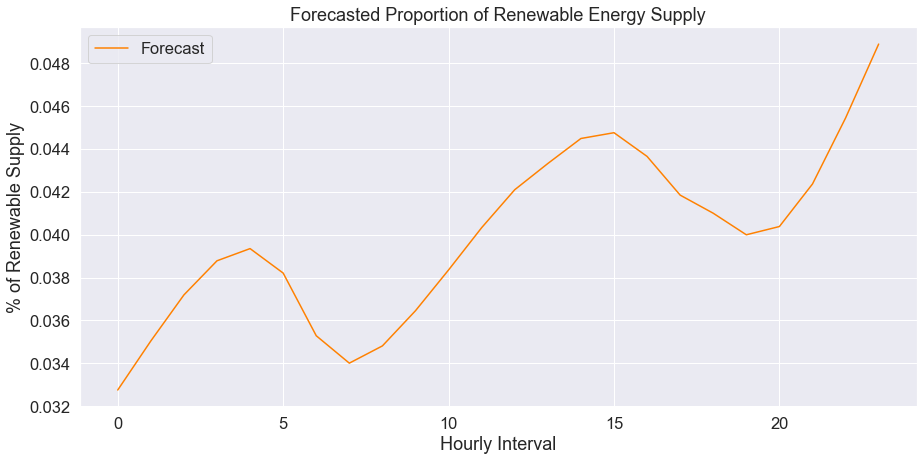 Forecasted Proportion of Renewable Energy Supply
Forecast
% of Renewable Supply
0.048
0.046
0.044
0.042
0.040
0.038
0.036
0.034
0.032
0 5 10 15 20
Hourly Interval